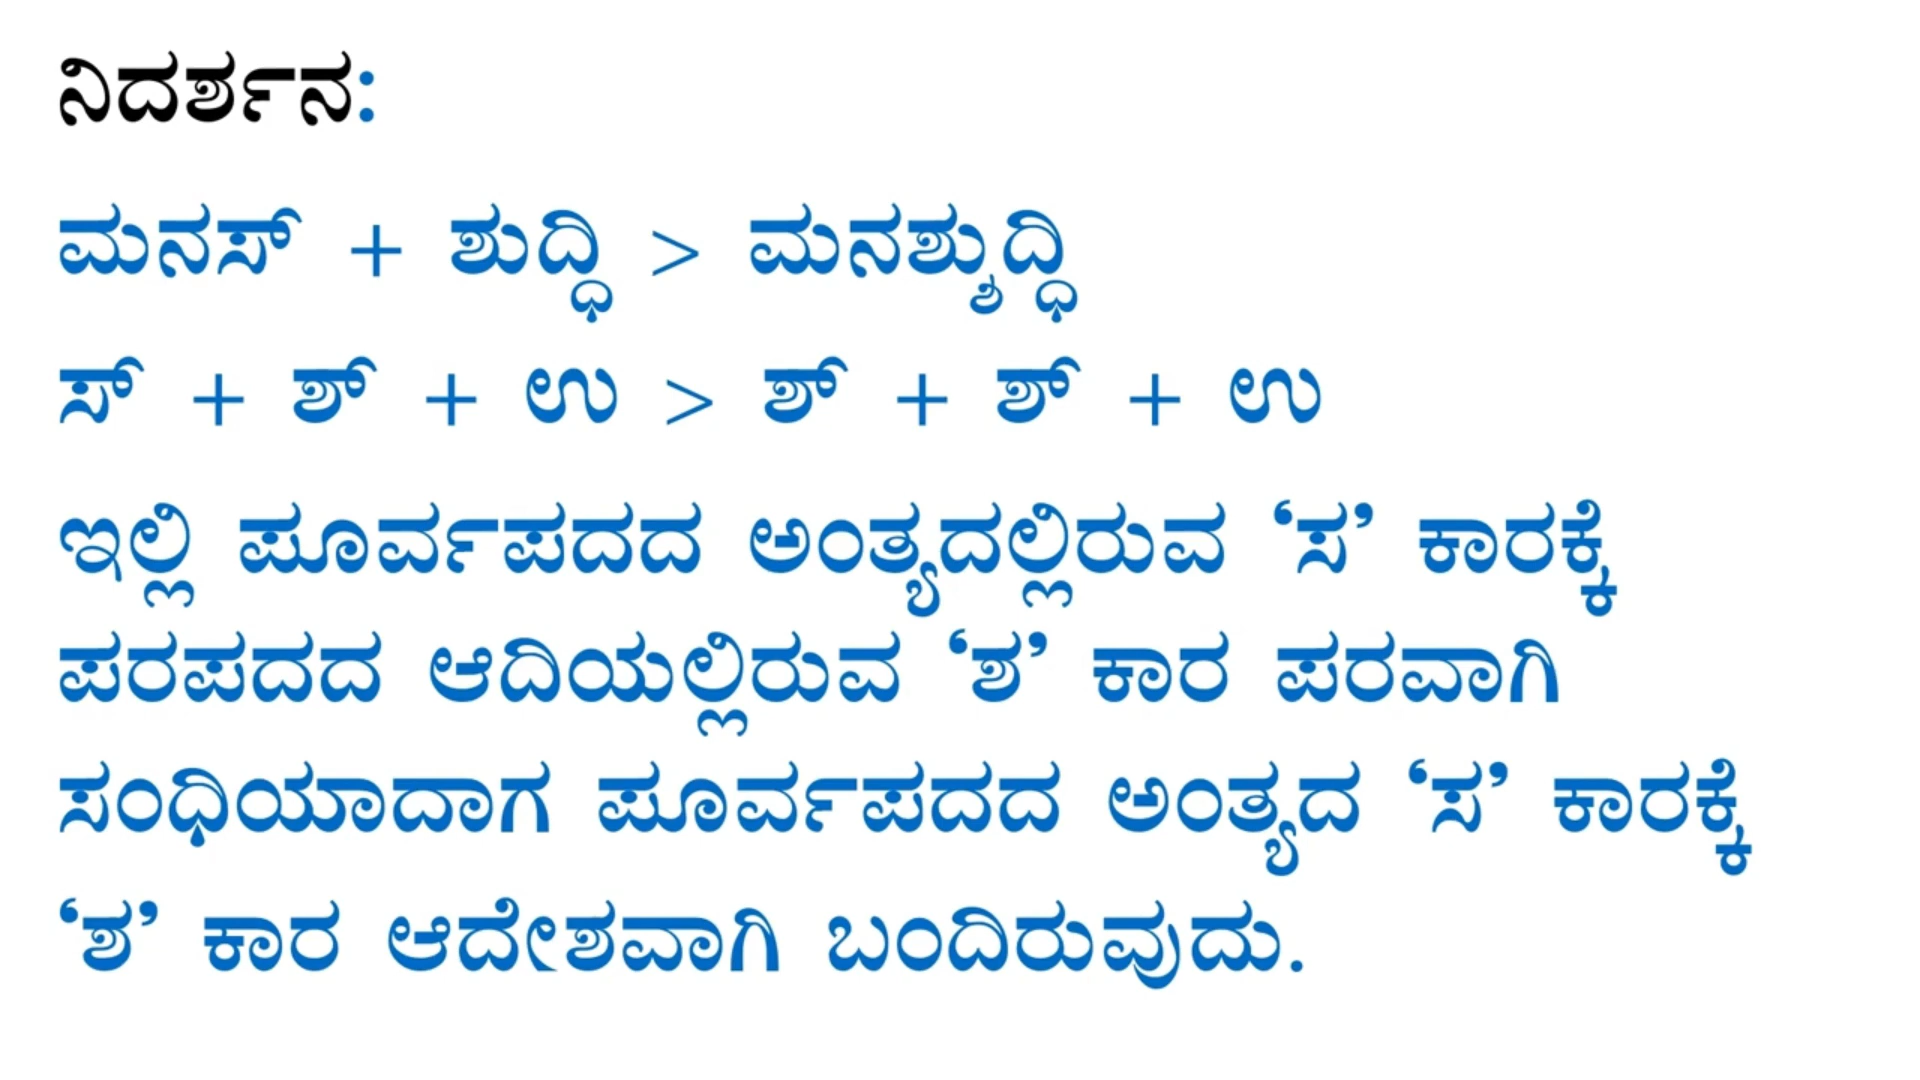 ನಿದರ್ಶನ:
ಮನಸ್ + ಶುದ್ಧಿ > ಮನಶ್ಶುದ್ಧಿ
ಸ್ + ಶ್ + ಉ > ಶ್ + ಶ್ + ಉ
ಇಲ್ಲಿ ಪೂರ್ವಪದದ ಅಂತ್ಯದಲ್ಲಿರುವ ‘ಸ’ ಕಾರಕ್ಕೆ
ಪರಪದದ ಆದಿಯಲ್ಲಿರುವ ‘ಶ’ ಕಾರ ಪರವಾಗಿ
ಸಂಧಿಯಾದಾಗ ಪೂರ್ವಪದದ ಅಂತ್ಯದ ‘ಸ’ ಕಾರಕ್ಕೆ
‘ಶ’ ಕಾರ ಆದೇಶವಾಗಿ ಬಂದಿರುವುದು.